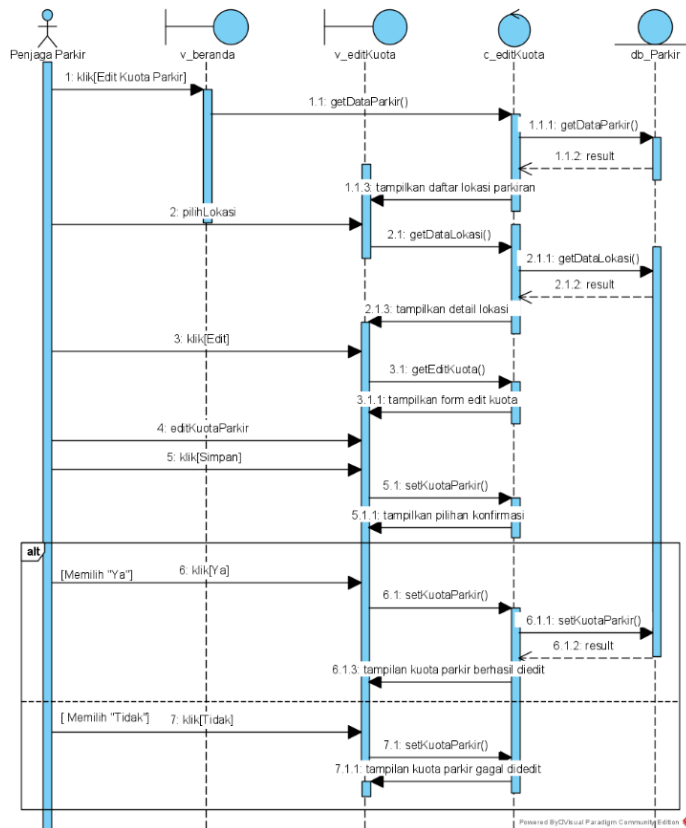 Penjaga Parkir
v_beranda
v_editKuota
c_editKuota
db_Parkir
1: klik[Edit Kuota Parkir]
1.1: getDataParkir()
1.1.1: getDataParkir()
1.1.2: result
1.1.3: tampilkan daftar lokasi parkiran
2: pilihLokasi
2.1: getDataLokasi()
2.1.1: getDataLokasi()
2.1.2: result
2.1.3: tampilkan detail lokasi
3: klik[Edit]
3.1: getEditKuota()
3.1.1: tampilkan form edit kuota
4: editKuotaParkir
5: klik[Simpan]
5.1: setKuotaParkir()
5.1.1: tampilkan pilihan konfirmasi
alt
[Memilih "Ya"]
6: klik[Ya]
6.1: setKuotaParkir()
6.1.1: setKuotaParkir()
6.1.2: result
6.1.3: tampilan kuota parkir berhasil diedit
[ Memilih "Tidak"]
7: klik[Tidak]
7.1: setKuotaParkir()
7.1.1: tampilan kuota parkir gagal didedit
Powered By Visual Paradigm Community Edition